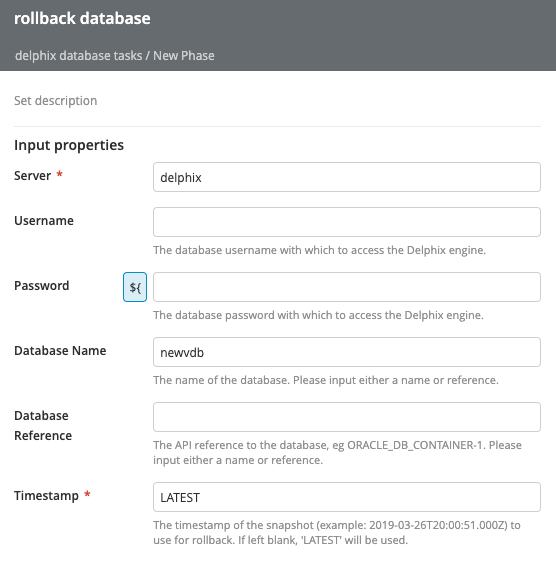 rollback database
delphix database tasks / New Phase
Set description
Input properties
Server *
delphix
Username
The database username with which to access the Delphix engine.
Password
${
The database password with which to access the Delphix engine.
Database Name
newvdb
The name of the database. Please input either a name or reference.
Database
Reference
The API reference to the database, eg ORACLE_DB_CONTAINER-1. Please
input either a name or reference.
Timestamp *
LATEST
The timestamp of the snapshot (example: 2019-03-26T20:00:51.000Z) to
use for rollback. If left blank, 'LATEST' will be used.